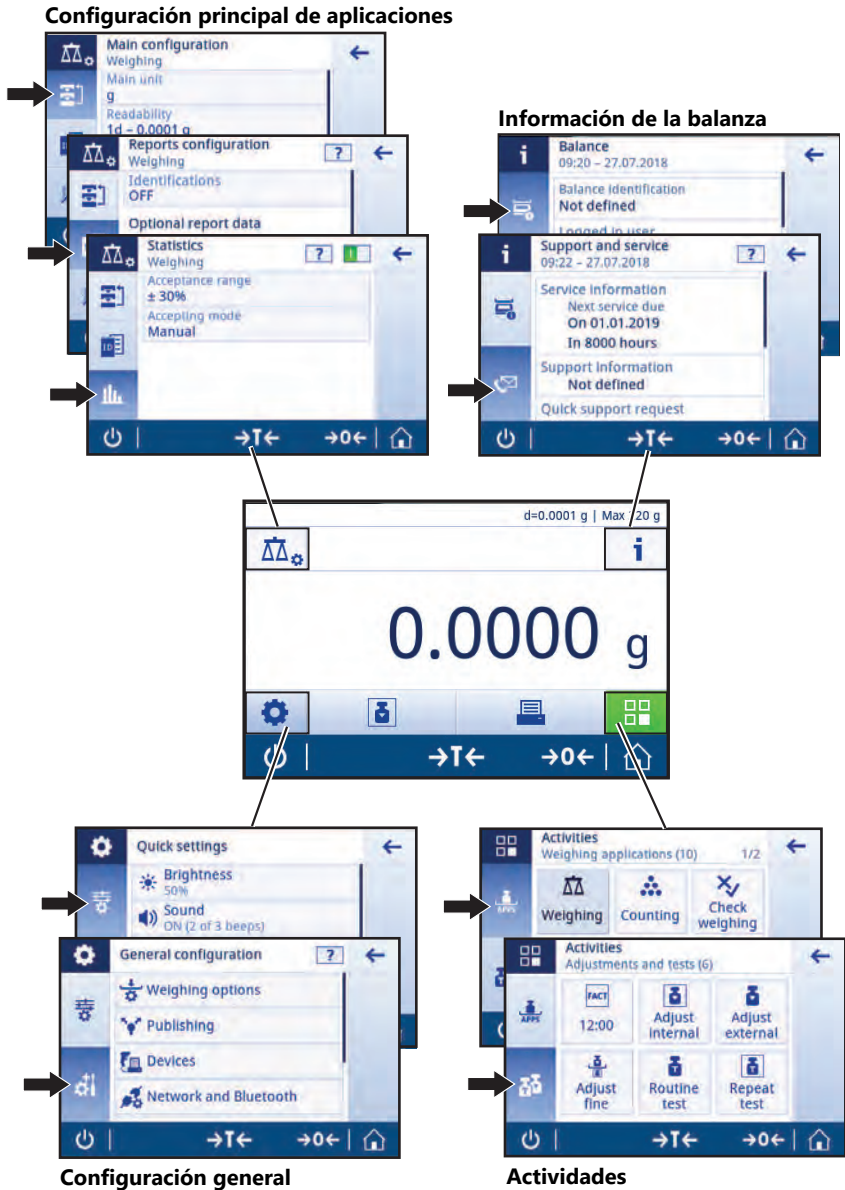 Configuración principal de aplicaciones
Main configuration
Weighing
Main unit
g
Readability
1d – 0.0001 g
Reports configuration
Weighing
?
Identifications
OFF
Optional report data
Statistics
Weighing
?
Acceptance range
± 30%
Accepting mode
Manual
→T← →0←
Información de la balanza
i
Balance
09:20 – 27.07.2018
Balance identification
Not defined
Logged in user
i
Support and service
09:22 – 27.07.2018
?
Service information
Next service due
On 01.01.2019
In 8000 hours
Support information
Not defined
Quick support request
→T← →0←
d=0.0001 g | Max 120 g
i
0.0000 g
→T← →0←
Quick settings
Brightness
50%
Sound
ON (2 of 3 beeps)
General configuration
?
Weighing options
Publishing
Devices
Network and Bluetooth
→T← →0←
Configuración general
Activities
Weighing applications (10) 1/2
APPS
Weighing
Counting
Check weighing
Activities
Adjustments and tests (6)
APPS
FACT
12:00
Adjust internal
Adjust external
Adjust fine
Routine test
Repeat test
→T← →0←
Actividades